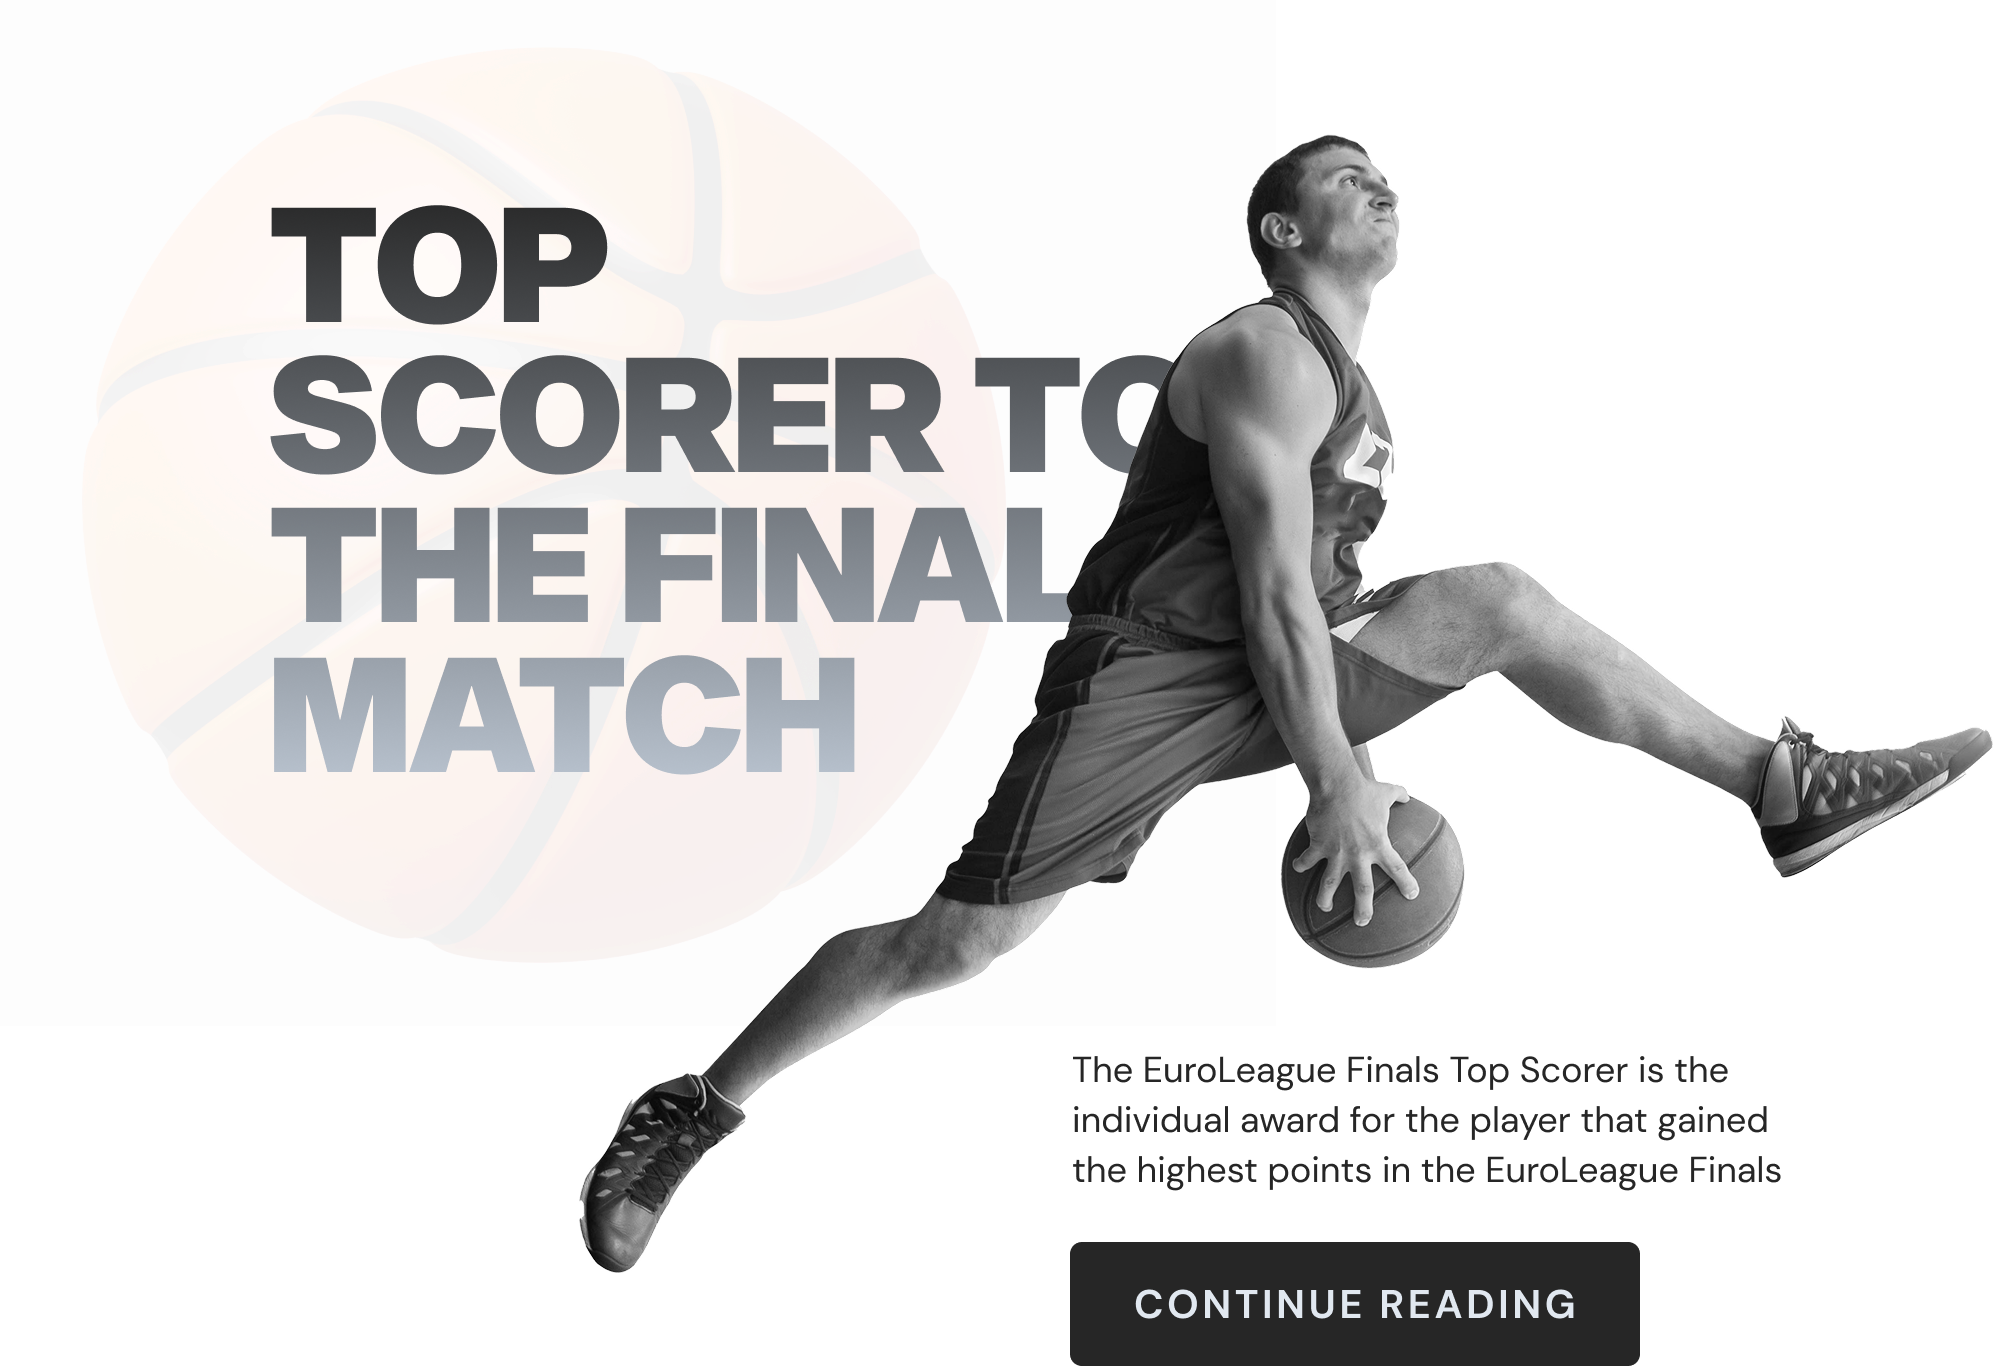 TOP
SCORER TO
THE FINAL
MATCH
The EuroLeague Finals Top Scorer is the
individual award for the player that gained
the highest points in the EuroLeague Finals
CONTINUE READING